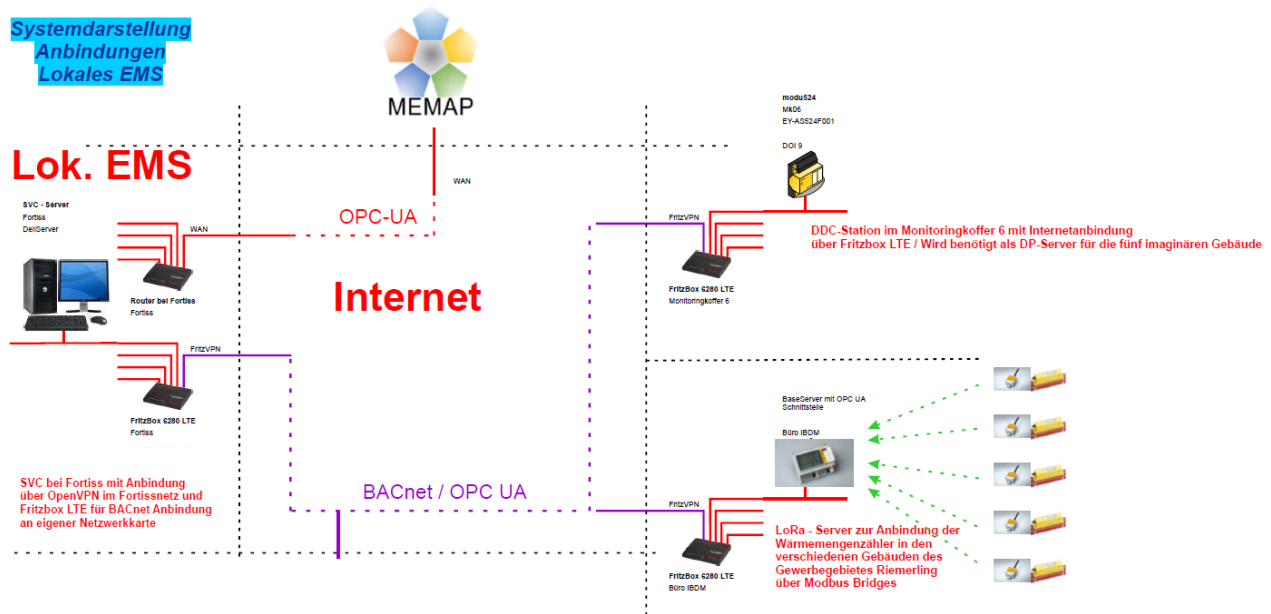 Systemdarstellung
Anbindungen
Lokales EMS
MEMAP
WAN
Lok. EMS
SVC - Server
Fortiss
DellServer
WAN
Router bei Fortiss
Fortiss
FritzVPN
FritzBox 6280 LTE
Fortiss
SVC bei Fortiss mit Anbindung
über OpenVPN im Fortissnetz und
Fritzbox LTE für BACnet Anbindung
an eigener Netzwerkkarte
OPC-UA
Internet
BACnet / OPC UA
modu524
Mk06
EY-AS524F001
DOI 9
FritzVPN
FritzBox 6280 LTE
Monitoringkoffer 6
DDC-Station im Monitoringkoffer 6 mit Internetanbindung
über Fritzbox LTE / Wird benötigt als DP-Server für die fünf imaginären Gebäude
BaseServer mit OPC UA
Schnittstelle
Büro IBDM
FritzVPN
FritzBox 6280 LTE
Büro IBDM
LoRa - Server zur Anbindung der
Wärmemengenzähler in den
verschiedenen Gebäuden des
Gewerbegebietes Riemerling
über Modbus Bridges